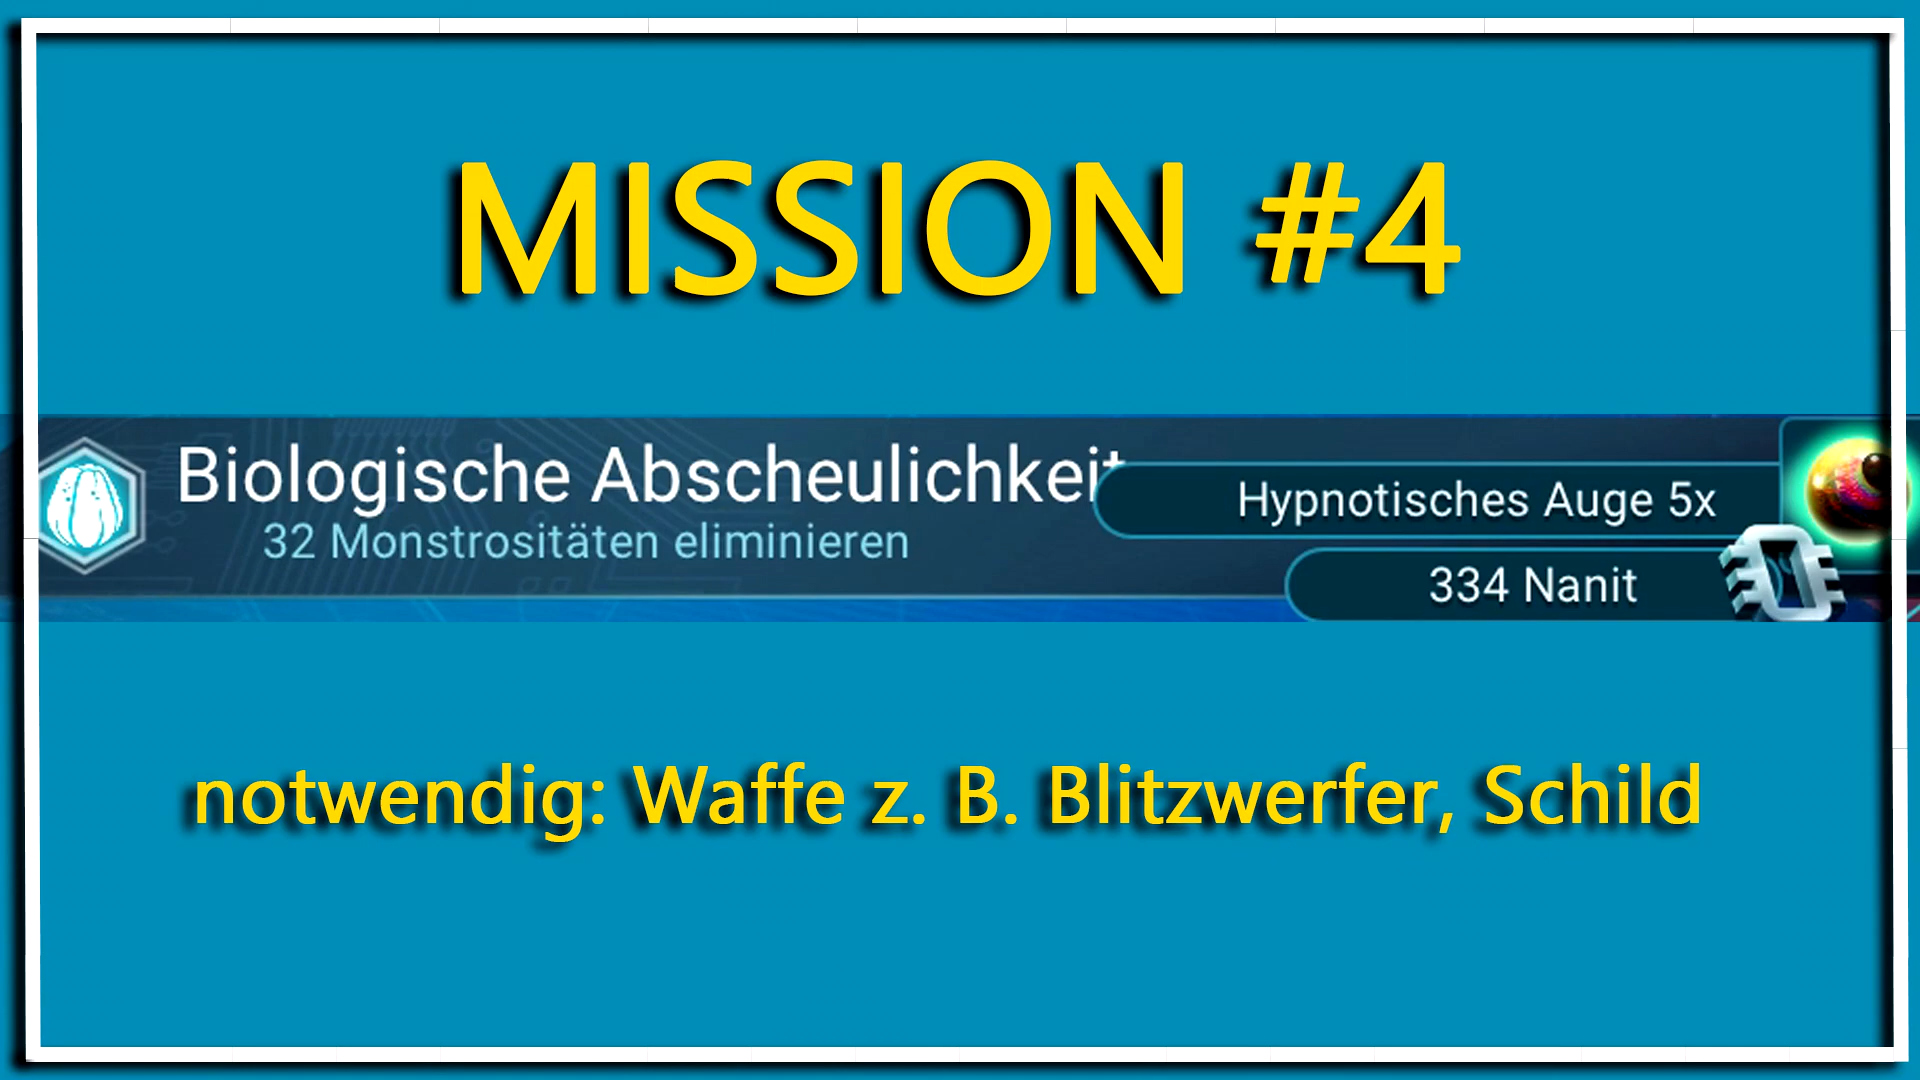 MISSION #4
Biologische Abscheulichkeit
32 Monstrositäten eliminieren
Hypnotisches Auge 5x
334 Nanit
notwendig: Waffe z. B. Blitzwerfer, Schild